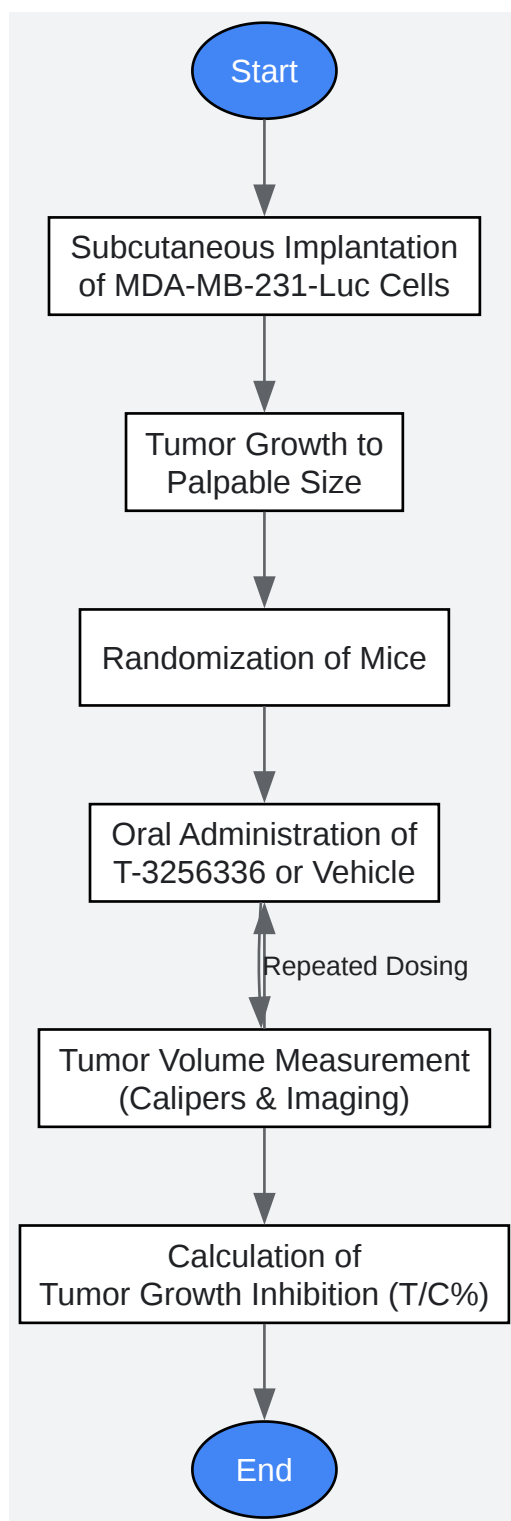 Start
Subcutaneous Implantation
of MDA-MB-231-Luc Cells
Tumor Growth to
Palpable Size
Randomization of Mice
Oral Administration of
T-3256336 or Vehicle
Repeated Dosing
Tumor Volume Measurement
(Calipers & Imaging)
Calculation of
Tumor Growth Inhibition (T/C%)
End